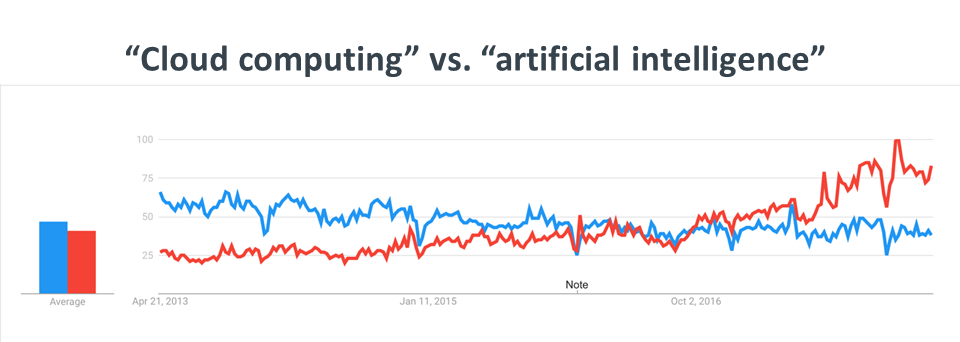 “Cloud computing” vs. “artificial intelligence”
100
75
50
25
Note
Average
Apr 21, 2013
Jan 11, 2015
Oct 2, 2016